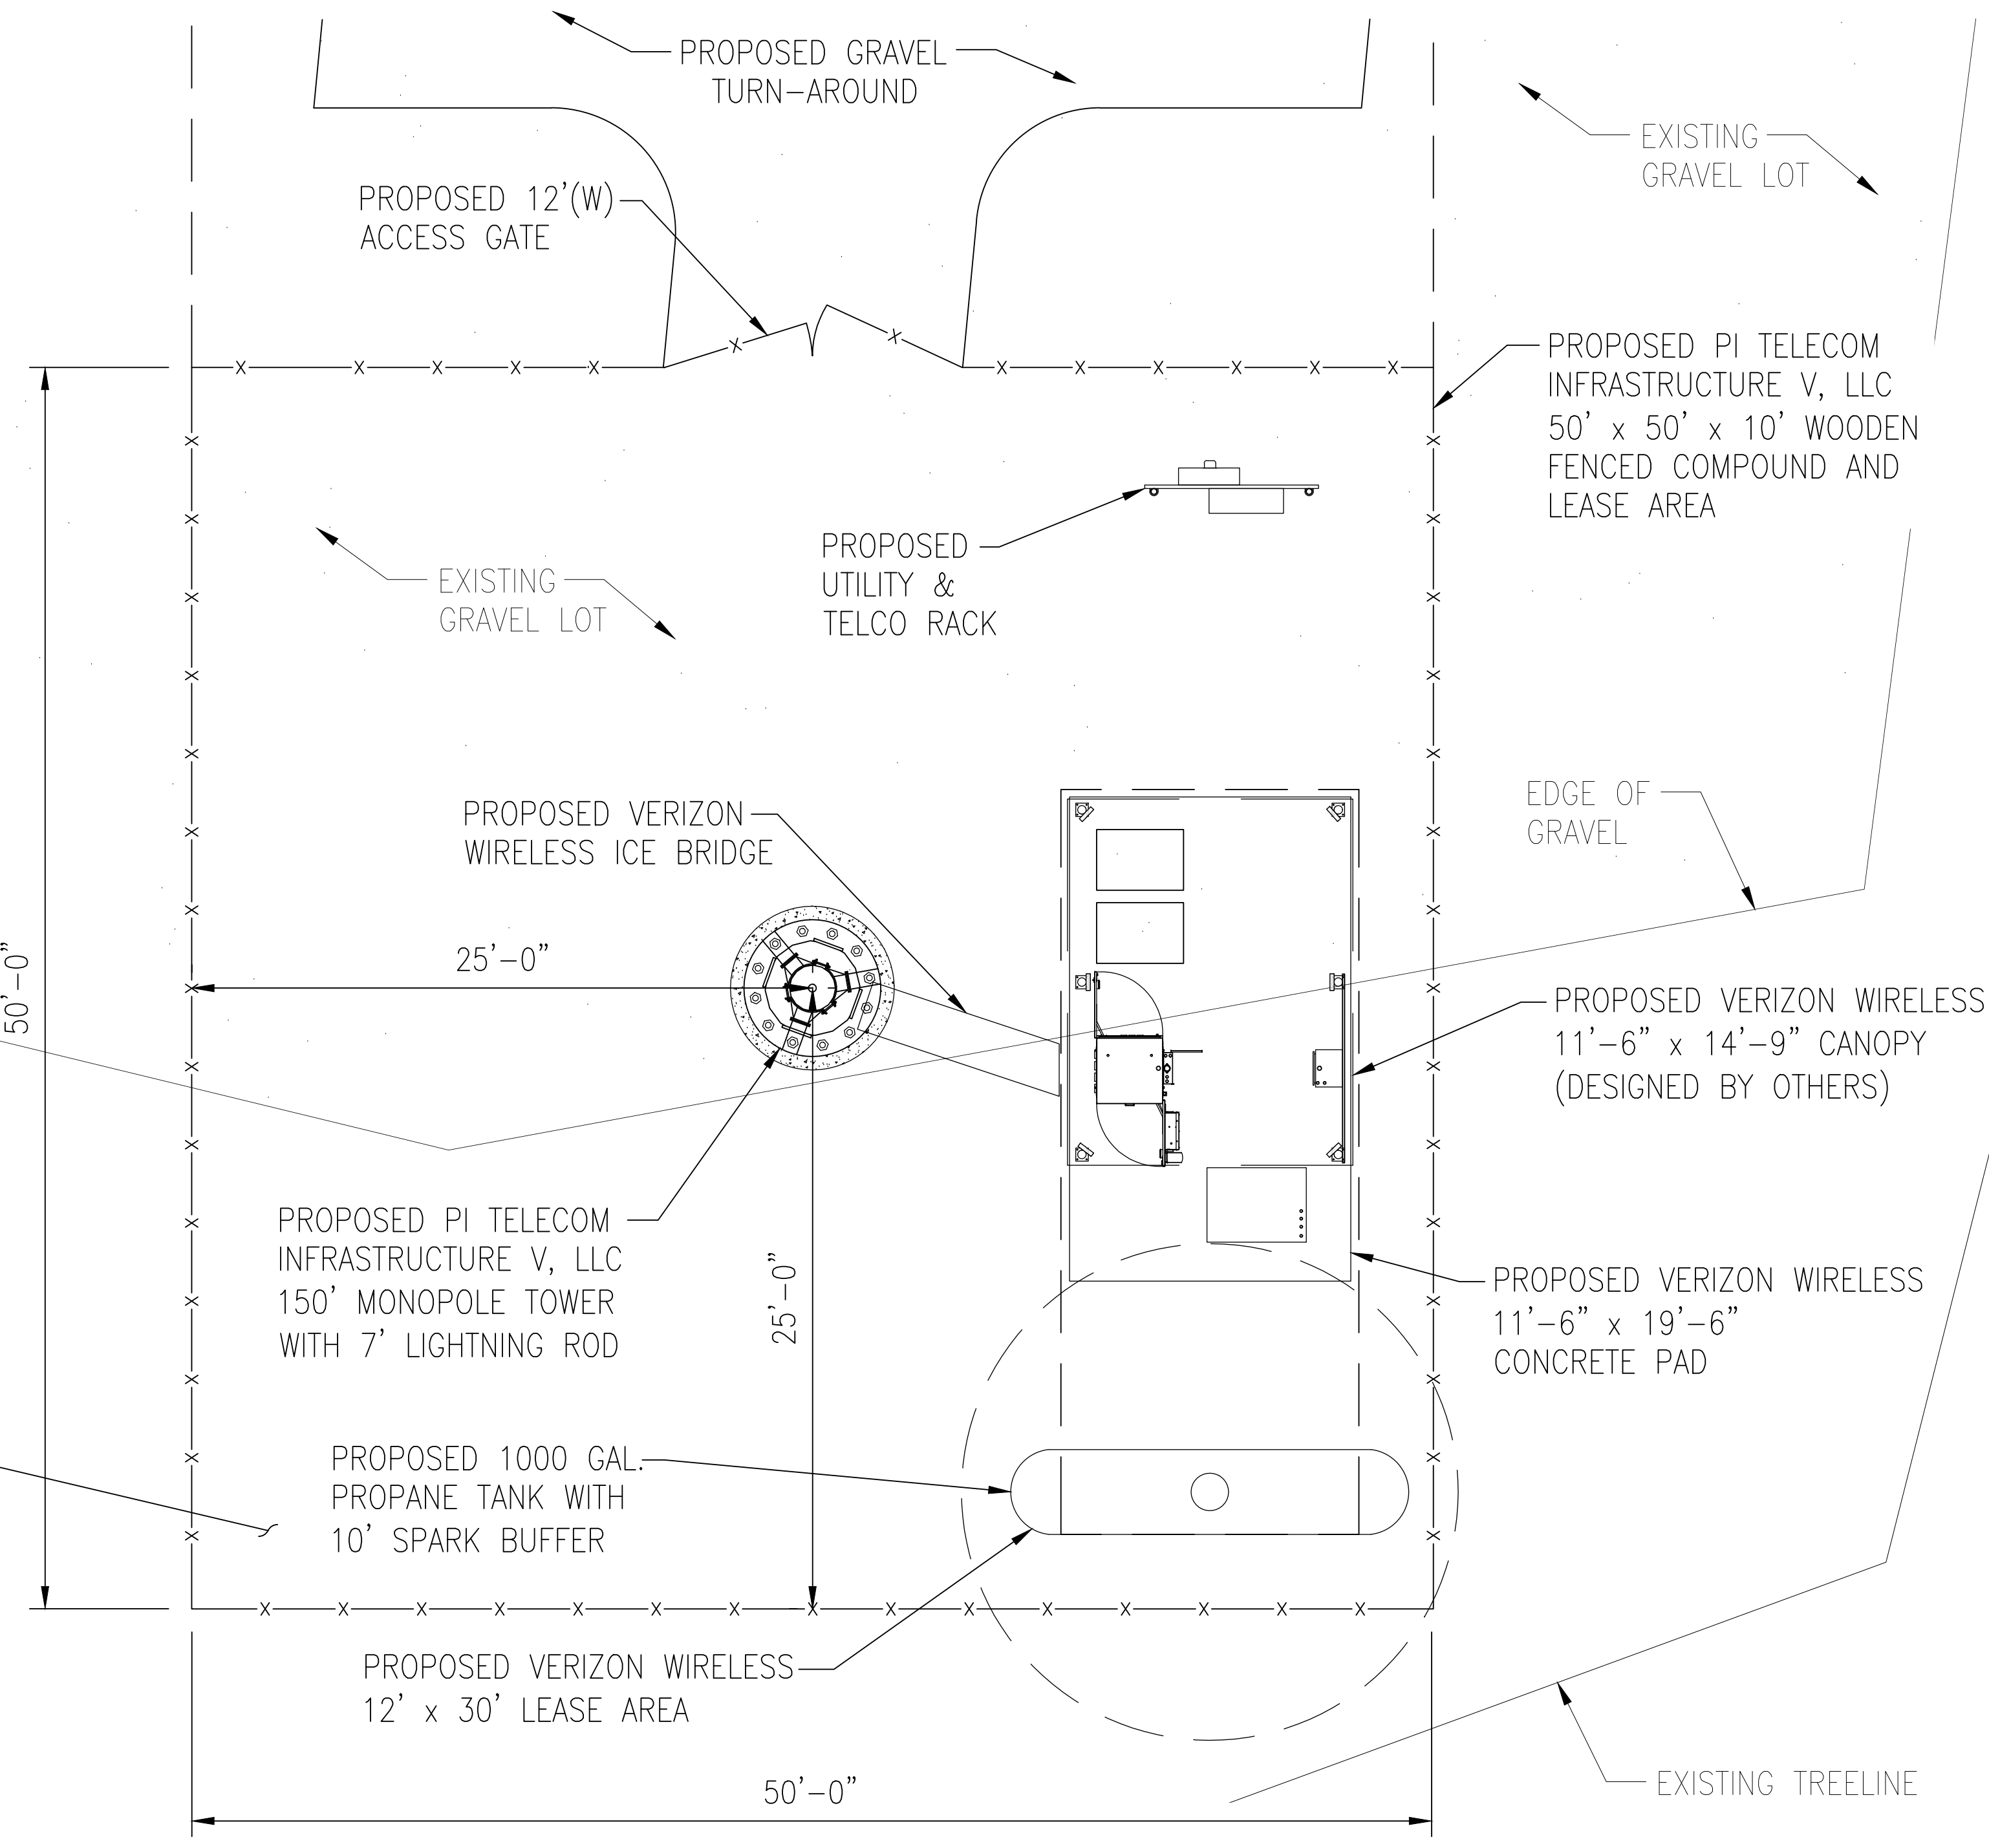 PROPOSED GRAVEL
TURN-AROUND
EXISTING
GRAVEL LOT
PROPOSED 12'(W)
ACCESS GATE
PROPOSED PI TELECOM
INFRASTRUCTURE V, LLC
50' x 50' x 10' WOODEN
FENCED COMPOUND AND
LEASE AREA
PROPOSED
UTILITY &
TELCO RACK
EXISTING
GRAVEL LOT
PROPOSED VERIZON
WIRELESS ICE BRIDGE
EDGE OF
GRAVEL
50'-0"
25'-0"
PROPOSED VERIZON WIRELESS
11'-6" x 14'-9" CANOPY
(DESIGNED BY OTHERS)
PROPOSED PI TELECOM
INFRASTRUCTURE V, LLC
150' MONOPOLE TOWER
WITH 7' LIGHTNING ROD
25'-0"
PROPOSED VERIZON WIRELESS
11'-6" x 19'-6"
CONCRETE PAD
PROPOSED 1000 GAL.
PROPANE TANK WITH
10' SPARK BUFFER
PROPOSED VERIZON WIRELESS
12' x 30' LEASE AREA
50'-0"
EXISTING TREELINE